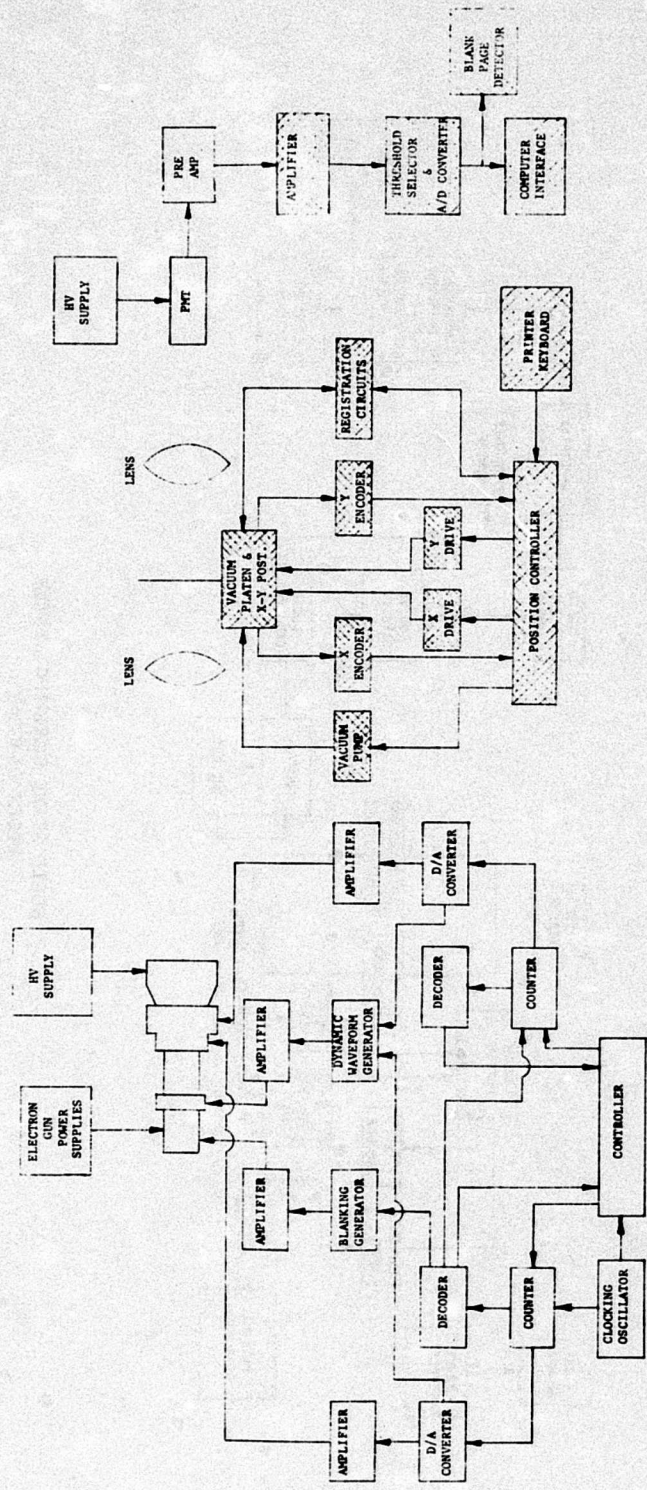 ELECTRON
GUN
POWER
SUPPLIES
HV
SUPPLY
AMPLIFIER
AMPLIFIER
AMPLIFIER
AMPLIFIER
D/A
CONVERTER
BLANKING
GENERATOR
DYNAMIC
WAVEFORM
GENERATOR
D/A
CONVERTER
DECODER
DECODER
COUNTER
COUNTER
CLOCKING
OSCILLATOR
CONTROLLER
LENS
LENS
VACUUM
PLATEN &
X-Y POST.
VACUUM
PUMP
X
ENCODER
Y
ENCODER
REGISTRATION
CIRCUITS
X
DRIVE
Y
DRIVE
POSITION CONTROLLER
PRINTER
KEYBOARD
HV
SUPPLY
PMT
PRE
AMP
AMPLIFIER
THRESHOLD
SELECTOR
&
A/D CONVERTER
BLANK
PAGE
DETECTOR
COMPUTER
INTERFACE